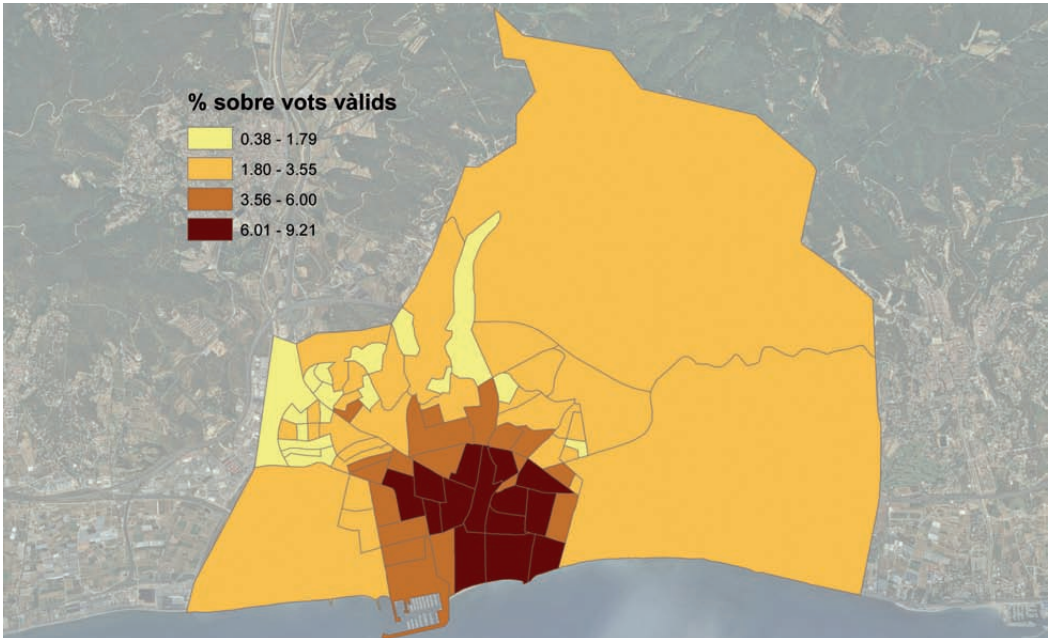 % sobre vots vàlids
0.38 - 1.79
1.80 - 3.55
3.56 - 6.00
6.01 - 9.21